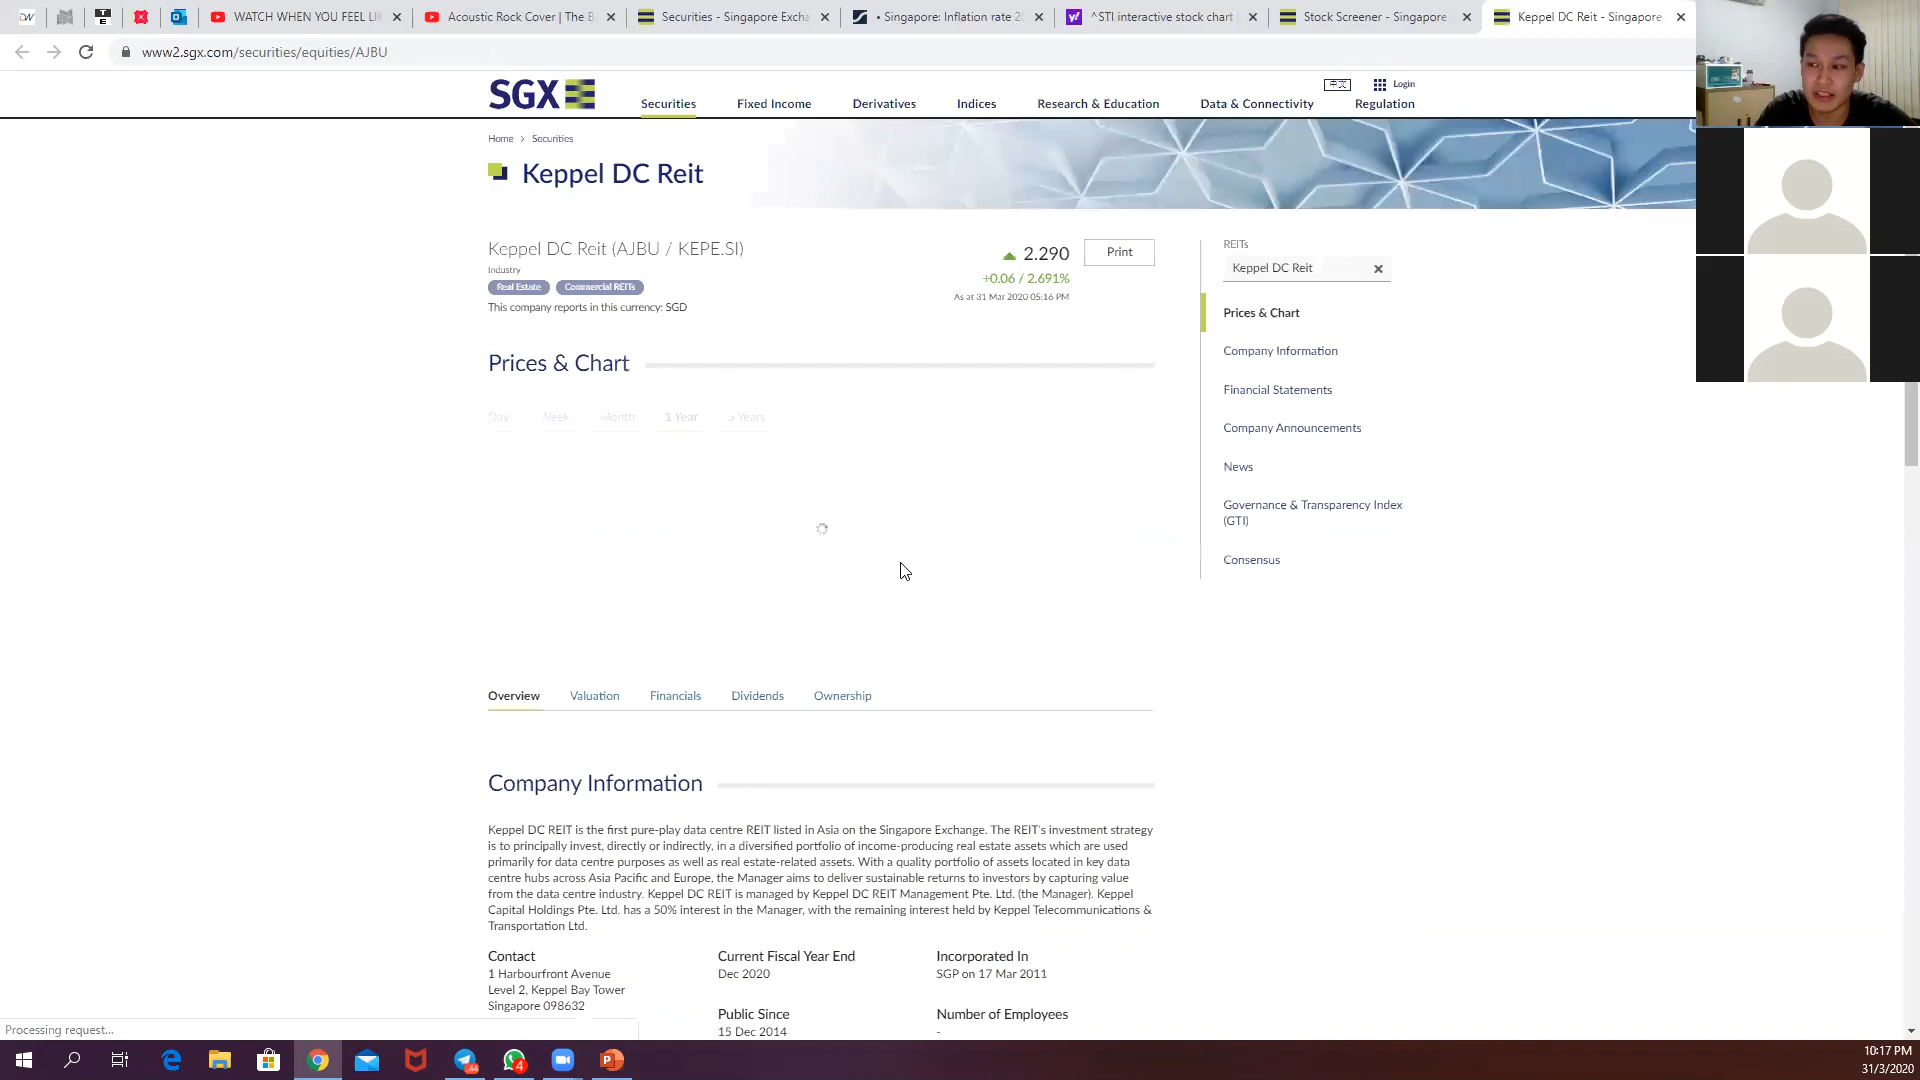 WATCH WHEN YOU FEEL LI
Acoustic Rock Cover | The B
Securities - Singapore Excha
• Singapore: Inflation rate 2
^STI interactive stock chart
Stock Screener - Singapore
Keppel DC Reit - Singapore
www2.sgx.com/securities/equities/AJBU
SGX
中文
Login
Securities
Fixed Income
Derivatives
Indices
Research & Education
Data & Connectivity
Regulation
Home > Securities
Keppel DC Reit
Keppel DC Reit (AJBU / KEPE.SI)
Industry
Real Estate
Commercial REITs
This company reports in this currency: SGD
2.290
+0.06 / 2.691%
As at 31 Mar 2020 05:16 PM
Print
REITs
Keppel DC Reit
Prices & Chart
Company Information
Financial Statements
Company Announcements
News
Governance & Transparency Index
(GTI)
Consensus
Prices & Chart
Day
Week
Month
1 Year
Years
Overview
Valuation
Financials
Dividends
Ownership
Company Information
Keppel DC REIT is the first pure-play data centre REIT listed in Asia on the Singapore Exchange. The REIT's investment strategy
is to principally invest, directly or indirectly, in a diversified portfolio of income-producing real estate assets which are used
primarily for data centre purposes as well as real estate-related assets. With a quality portfolio of assets located in key data
centre hubs across Asia Pacific and Europe, the Manager aims to deliver sustainable returns to investors by capturing value
from the data centre industry. Keppel DC REIT is managed by Keppel DC REIT Management Pte. Ltd. (the Manager). Keppel
Capital Holdings Pte. Ltd. has a 50% interest in the Manager, with the remaining interest held by Keppel Telecommunications &
Transportation Ltd.
Contact
1 Harbourfront Avenue
Level 2, Keppel Bay Tower
Singapore 098632
Current Fiscal Year End
Dec 2020
Incorporated In
SGP on 17 Mar 2011
Public Since
15 Dec 2014
Number of Employees
-
Processing request...
10:17 PM
31/3/2020